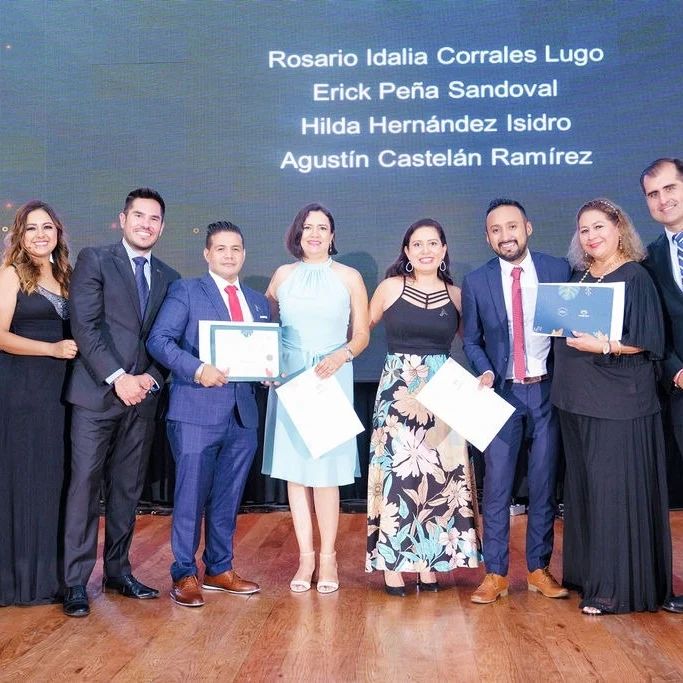 Rosario Idalia Corrales Lugo
Erick Peña Sandoval
Hilda Hernández Isidro
Agustín Castelán Ramírez